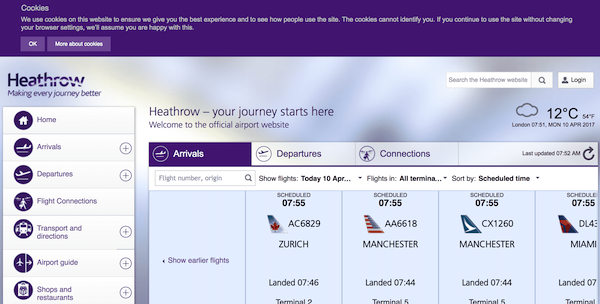 Cookies
We use cookies on this website to ensure we give you the best experience and to see how people use the site. The cookies cannot identify you. If you continue to use the site without changing
your browser settings, we'll assume you are happy with this.
OK
More about cookies
Heathrow
Making every journey better
Search the Heathrow website
Login
Heathrow – your journey starts here
Welcome to the official airport website
12°C 54°F
London 07:51, MON 10 APR 2017
Home
Arrivals
Departures
Flight Connections
Transport and
directions
Airport guide
Shops and
restaurants
Arrivals
Departures
Connections
Last updated 07:52 AM
Flight number, origin
Show flights: Today 10 Apr...
Flights in: All termina...
Sort by: Scheduled time
Show earlier flights
SCHEDULED
07:55
AC6829
ZURICH
Landed 07:46
Terminal 2
SCHEDULED
07:55
AA6618
MANCHESTER
Landed 07:44
Terminal 5
SCHEDULED
07:55
CX1260
MANCHESTER
Landed 07:44
Terminal 5
SCHEDULED
07:55
DL43
MIAMI
Landed 07:4
Terminal